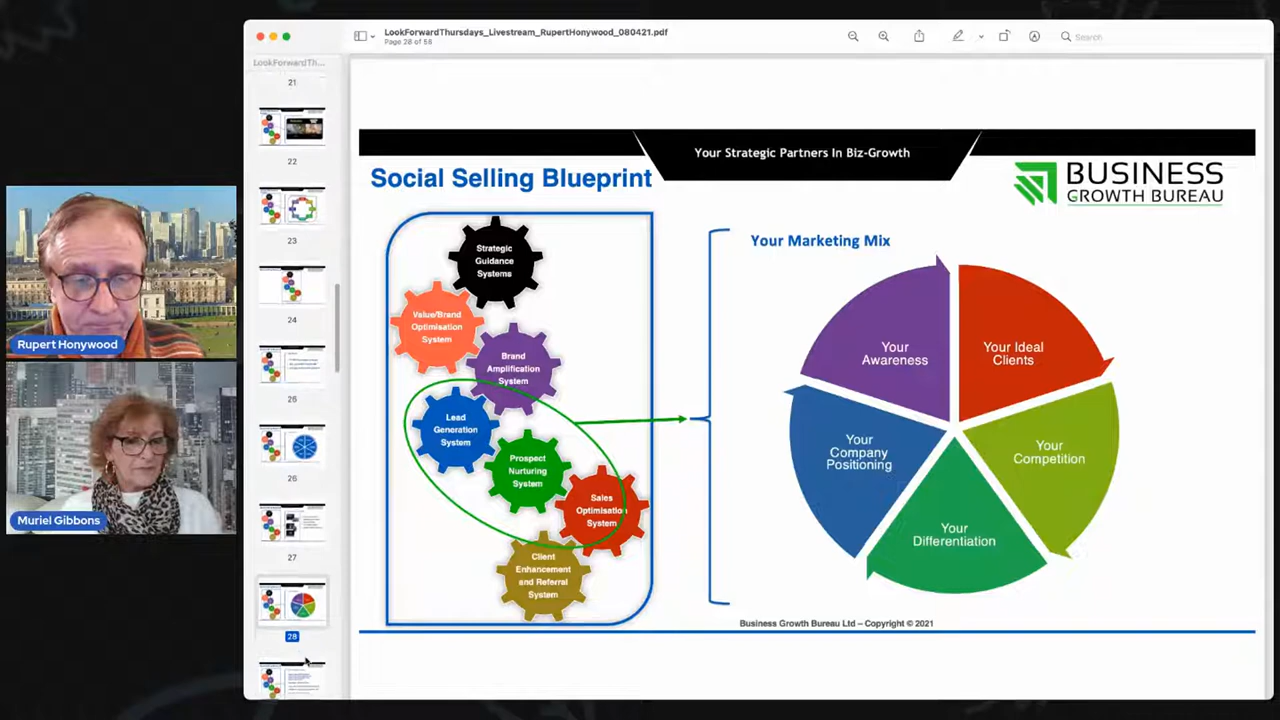 LookForwardThursdays_Livestream_RupertHonywood_080421.pdf
Page 28 of 56
Search
LookForwardTh...
21
22
23
24
26
26
27
28
Rupert Honywood
Muriel Gibbons
Your Strategic Partners In Biz-Growth
Social Selling Blueprint
BUSINESS
GROWTH BUREAU
Strategic
Guidance
Systems
Value/Brand
Optimisation
System
Brand
Amplification
System
Lead
Generation
System
Prospect
Nurturing
System
Sales
Optimisation
System
Client
Enhancement
and Referral
System
Your Marketing Mix
Your
Awareness
Your Ideal
Clients
Your
Company
Positioning
Your
Competition
Your
Differentiation
Business Growth Bureau Ltd – Copyright © 2021